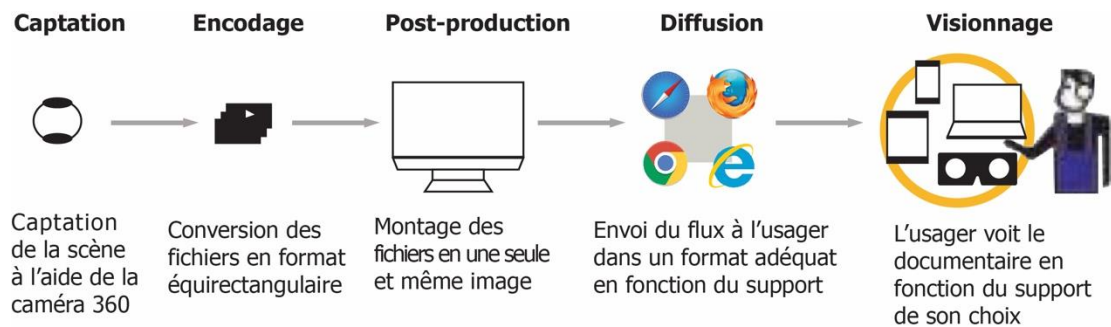 Captation
Encodage
Post-production
Diffusion
Visionnage
Captation
de la scène
à l'aide de la
caméra 360
Conversion des
fichiers en format
équirectangulaire
Montage des
fichiers en une seule
et même image
Envoi du flux à l'usager
dans un format adéquat
en fonction du support
L'usager voit le
documentaire en
fonction du support
de son choix